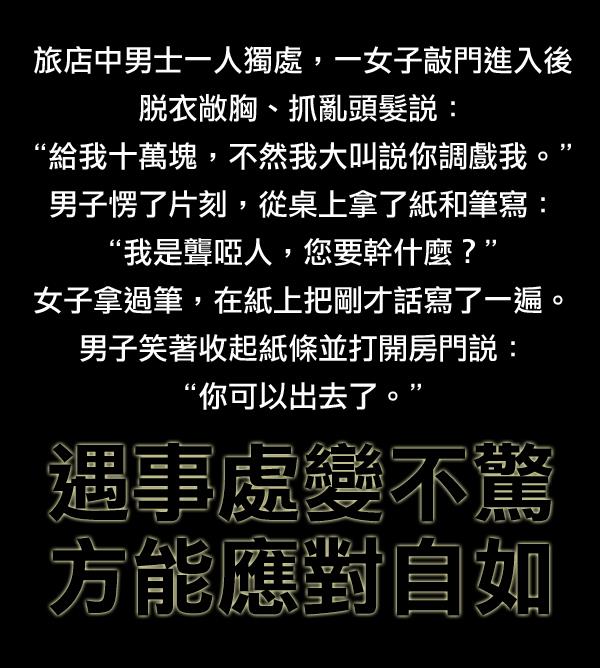 旅店中男士一人獨處，一女子敲門進入後
脱衣敞胸、抓亂頭髮説：
“給我十萬塊，不然我大叫説你調戲我。”
男子愣了片刻，從桌上拿了紙和筆寫：
“我是聾啞人，您要幹什麼？”
女子拿過筆，在紙上把剛才話寫了一遍。
男子笑著收起紙條並打開房門説：
“你可以出去了。”
遇事處變不驚
方能應對自如